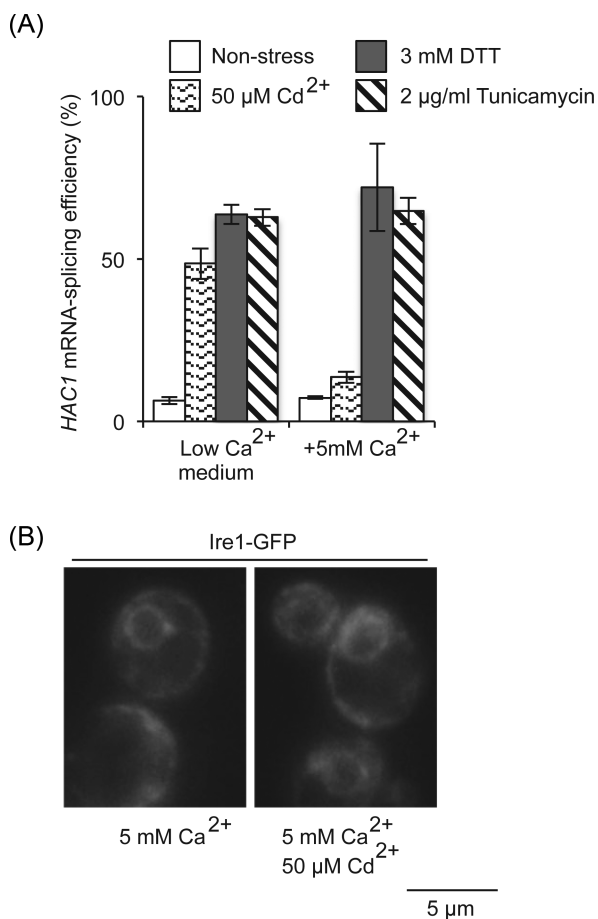 (A)
Non-stress
3 mM DTT
50 µM Cd2+
2 µg/ml Tunicamycin
HAC1 mRNA-splicing efficiency (%)
100
50
0
Low Ca2+
medium
+5mM Ca2+
(B)
Ire1-GFP
5 mM Ca2+
5 mM Ca2+
50 µM Cd2+
5 µm